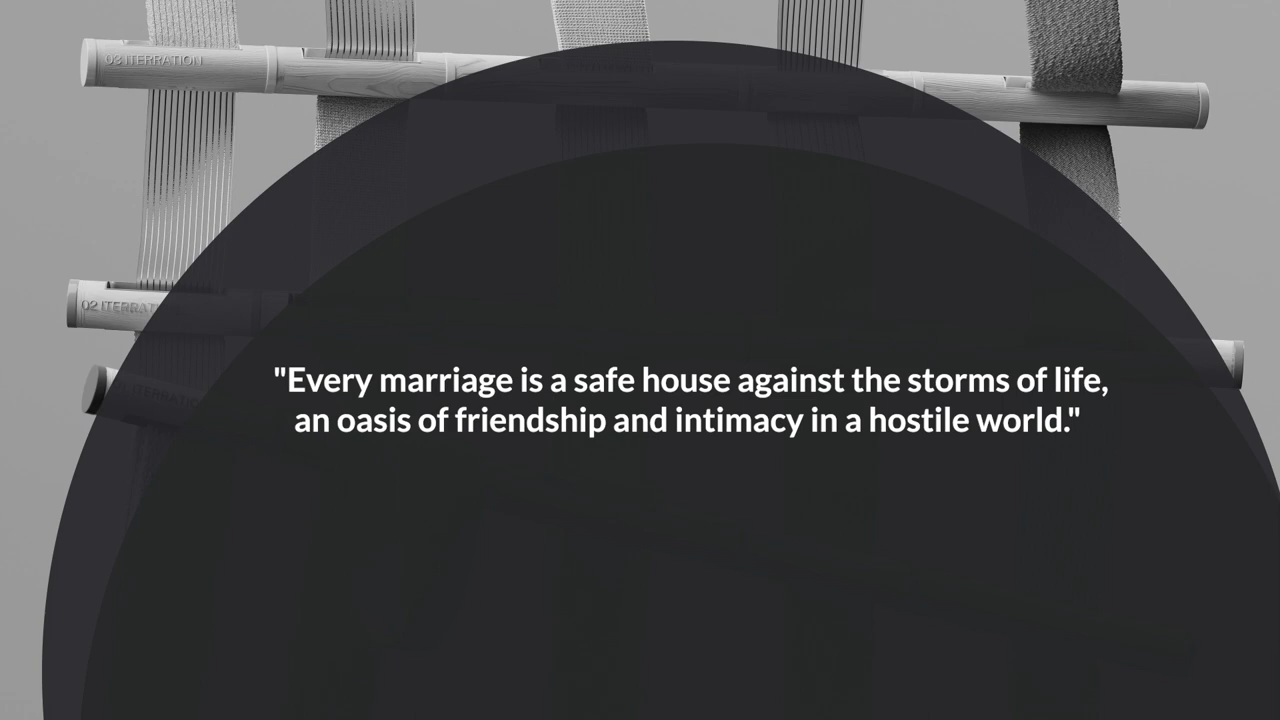 03 ITERRATION
02 ITERRAT
"Every marriage is a safe house against the storms of life,
an oasis of friendship and intimacy in a hostile world."